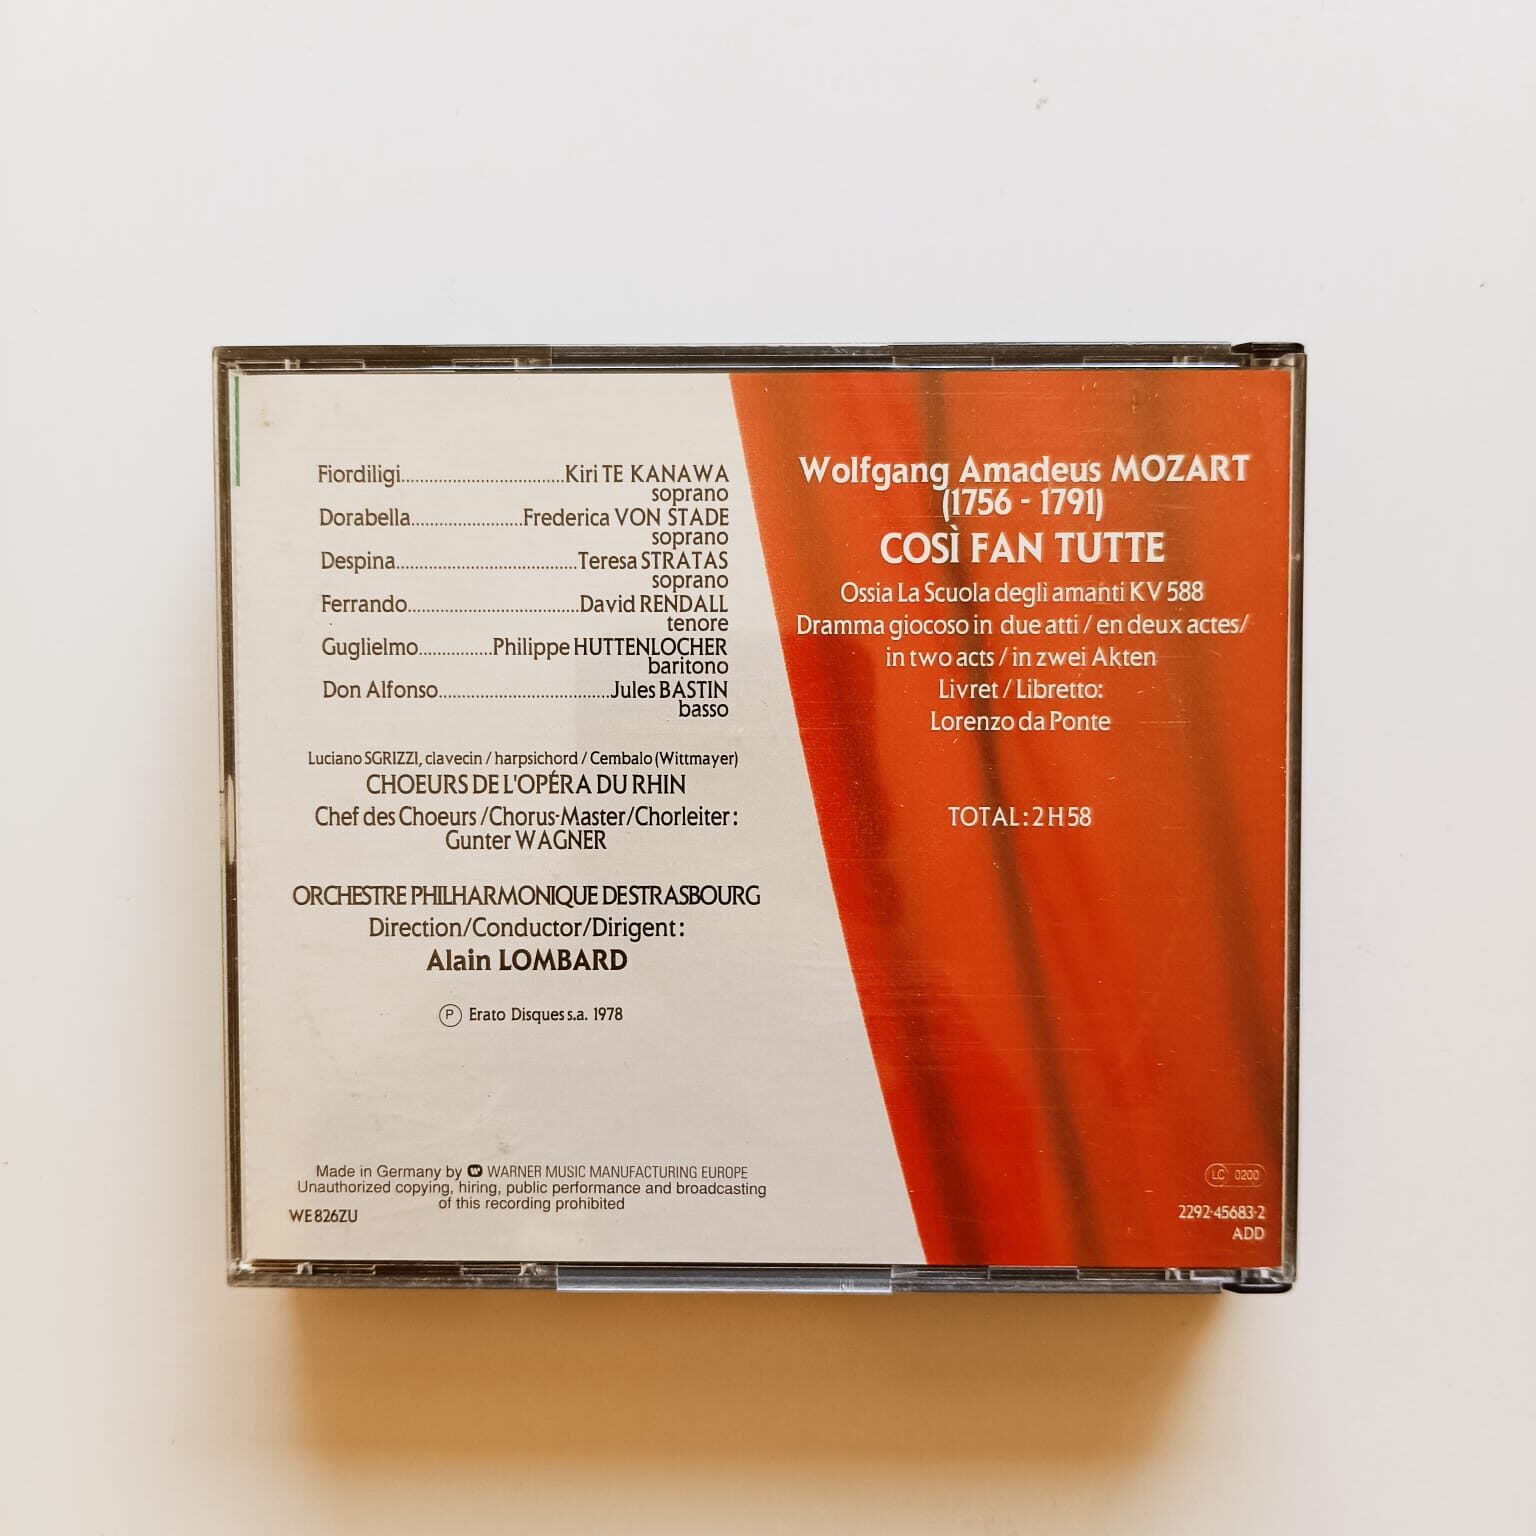 Fiordiligi.................................Kiri TE KANAWA
soprano
Dorabella.......................Frederica VON STADE
soprano
Despina.....................................Teresa STRATAS
soprano
Ferrando...................................David RENDALL
tenore
Guglielmo...............Philippe HUTTENLOCHER
baritono
Don Alfonso...................................Jules BASTIN
basso
Luciano SGRIZZI, clavecin / harpsichord / Cembalo (Wittmayer)
CHOEURS DE L'OPÉRA DU RHIN
Chef des Choeurs /Chorus-Master/Chorleiter :
Gunter WAGNER
ORCHESTRE PHILHARMONIQUE DE STRASBOURG
Direction/Conductor/Dirigent :
Alain LOMBARD
Ⓟ Erato Disques s.a. 1978
Made in Germany by W WARNER MUSIC MANUFACTURING EUROPE
Unauthorized copying, hiring, public performance and broadcasting
of this recording prohibited
WE 826 ZU
Wolfgang Amadeus MOZART
(1756 - 1791)
COSÌ FAN TUTTE
Ossia La Scuola degli amanti KV 588
Dramma giocoso in due atti / en deux actes/
in two acts / in zwei Akten
Livret / Libretto:
Lorenzo da Ponte
TOTAL : 2 H 58
LC 0200
2292-45683-2
ADD